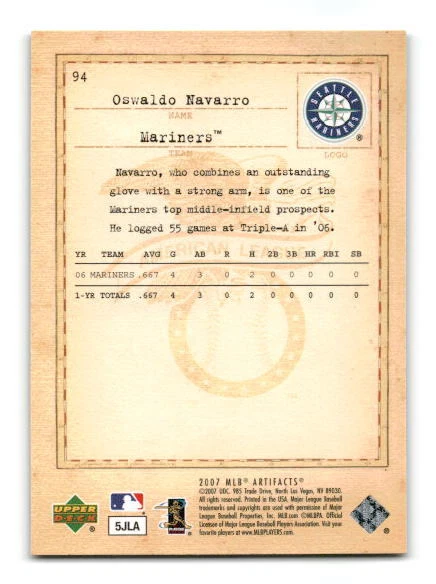 94
Oswaldo Navarro
NAME
SEATTLE
MARINERS
®
Mariners™
TEAM
LOGO
Navarro, who combines an outstanding
glove with a strong arm, is one of the
Mariners top middle-infield prospects.
He logged 55 games at Triple-A in '06.
AMERICAN LEAGUE
YR TEAM AVG G AB R H 2B 3B HR RBI SB
06 MARINERS .667 4 3 0 2 0 0 0 0 0
1-YR TOTALS .667 4 3 0 2 0 0 0 0 0
2007 MLB® ARTIFACTS®
©2007 UDC. 985 Trade Drive, North Las Vegas, NV 89030.
All rights reserved. Printed in the USA. Major League Baseball
trademarks and copyrights are used with permission of Major
League Baseball Properties, Inc. MLB.com ©MLBPA. Official
Licensee of Major League Baseball Players Association. Visit your
favorite players at www.MLBPLAYERS.com.
UPPER
DECK
®
5JLA